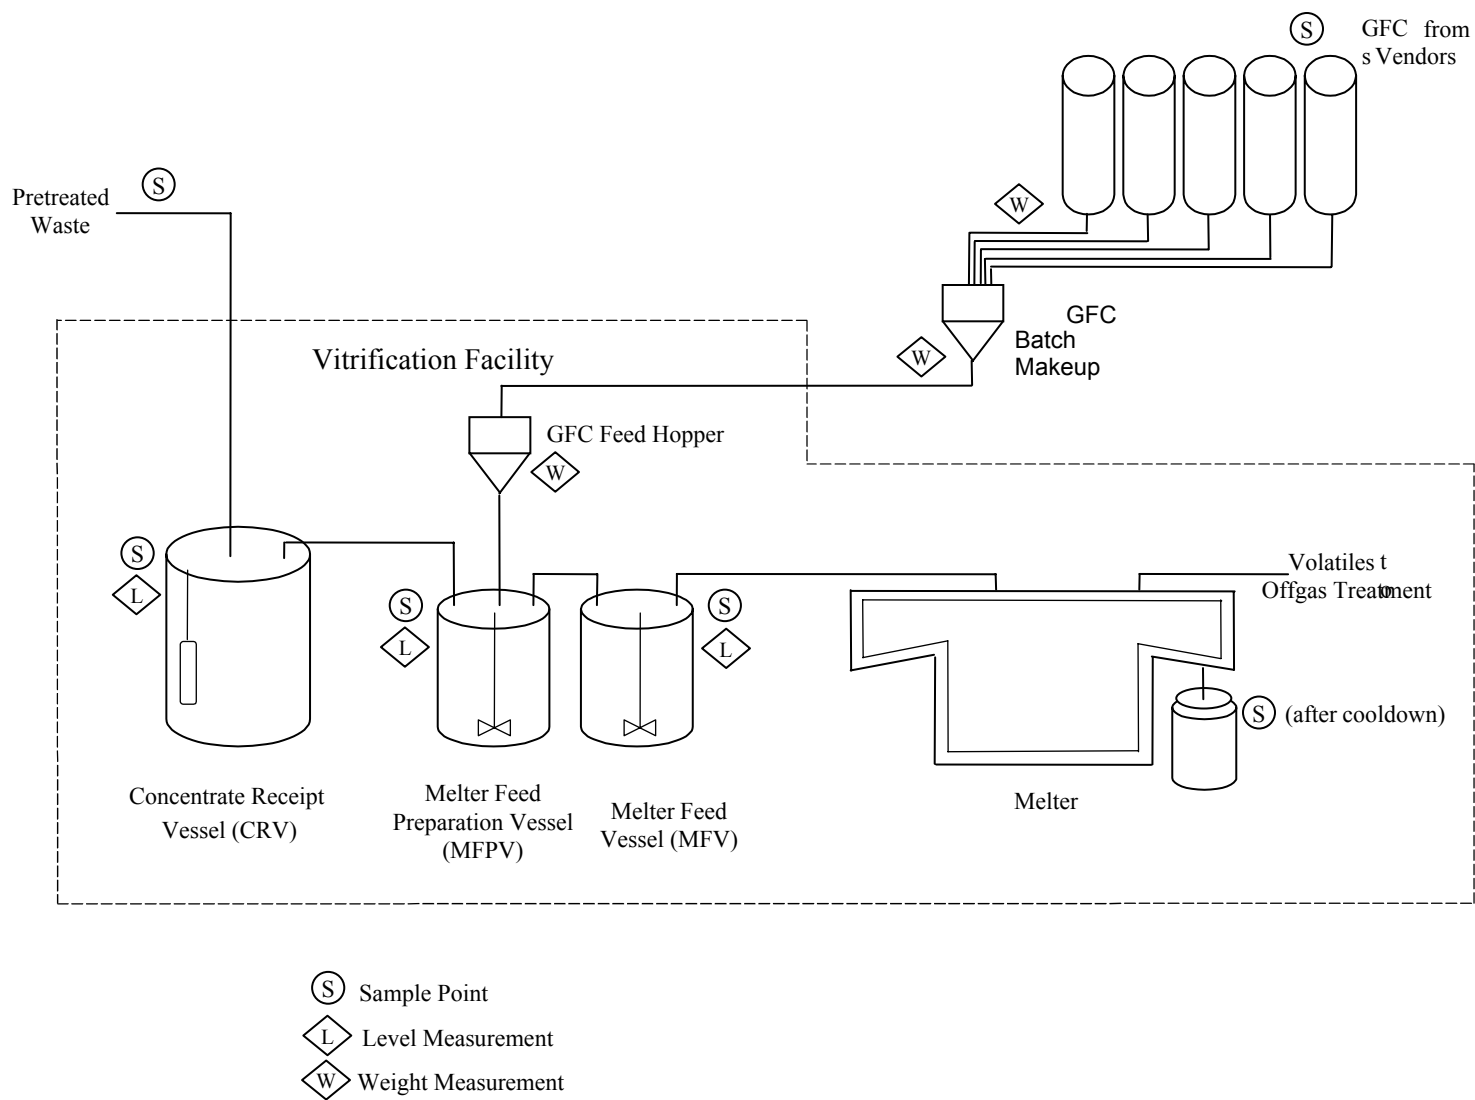 S
GFC from
s Vendors
S
Pretreated
Waste
W
GFC
Batch
Makeup
W
Vitrification Facility
GFC Feed Hopper
W
S
L
S
L
S
L
Volatiles t
Offgas Treatment
o
S (after cooldown)
Concentrate Receipt
Vessel (CRV)
Melter Feed
Preparation Vessel
(MFPV)
Melter Feed
Vessel (MFV)
Melter
S Sample Point
L Level Measurement
W Weight Measurement